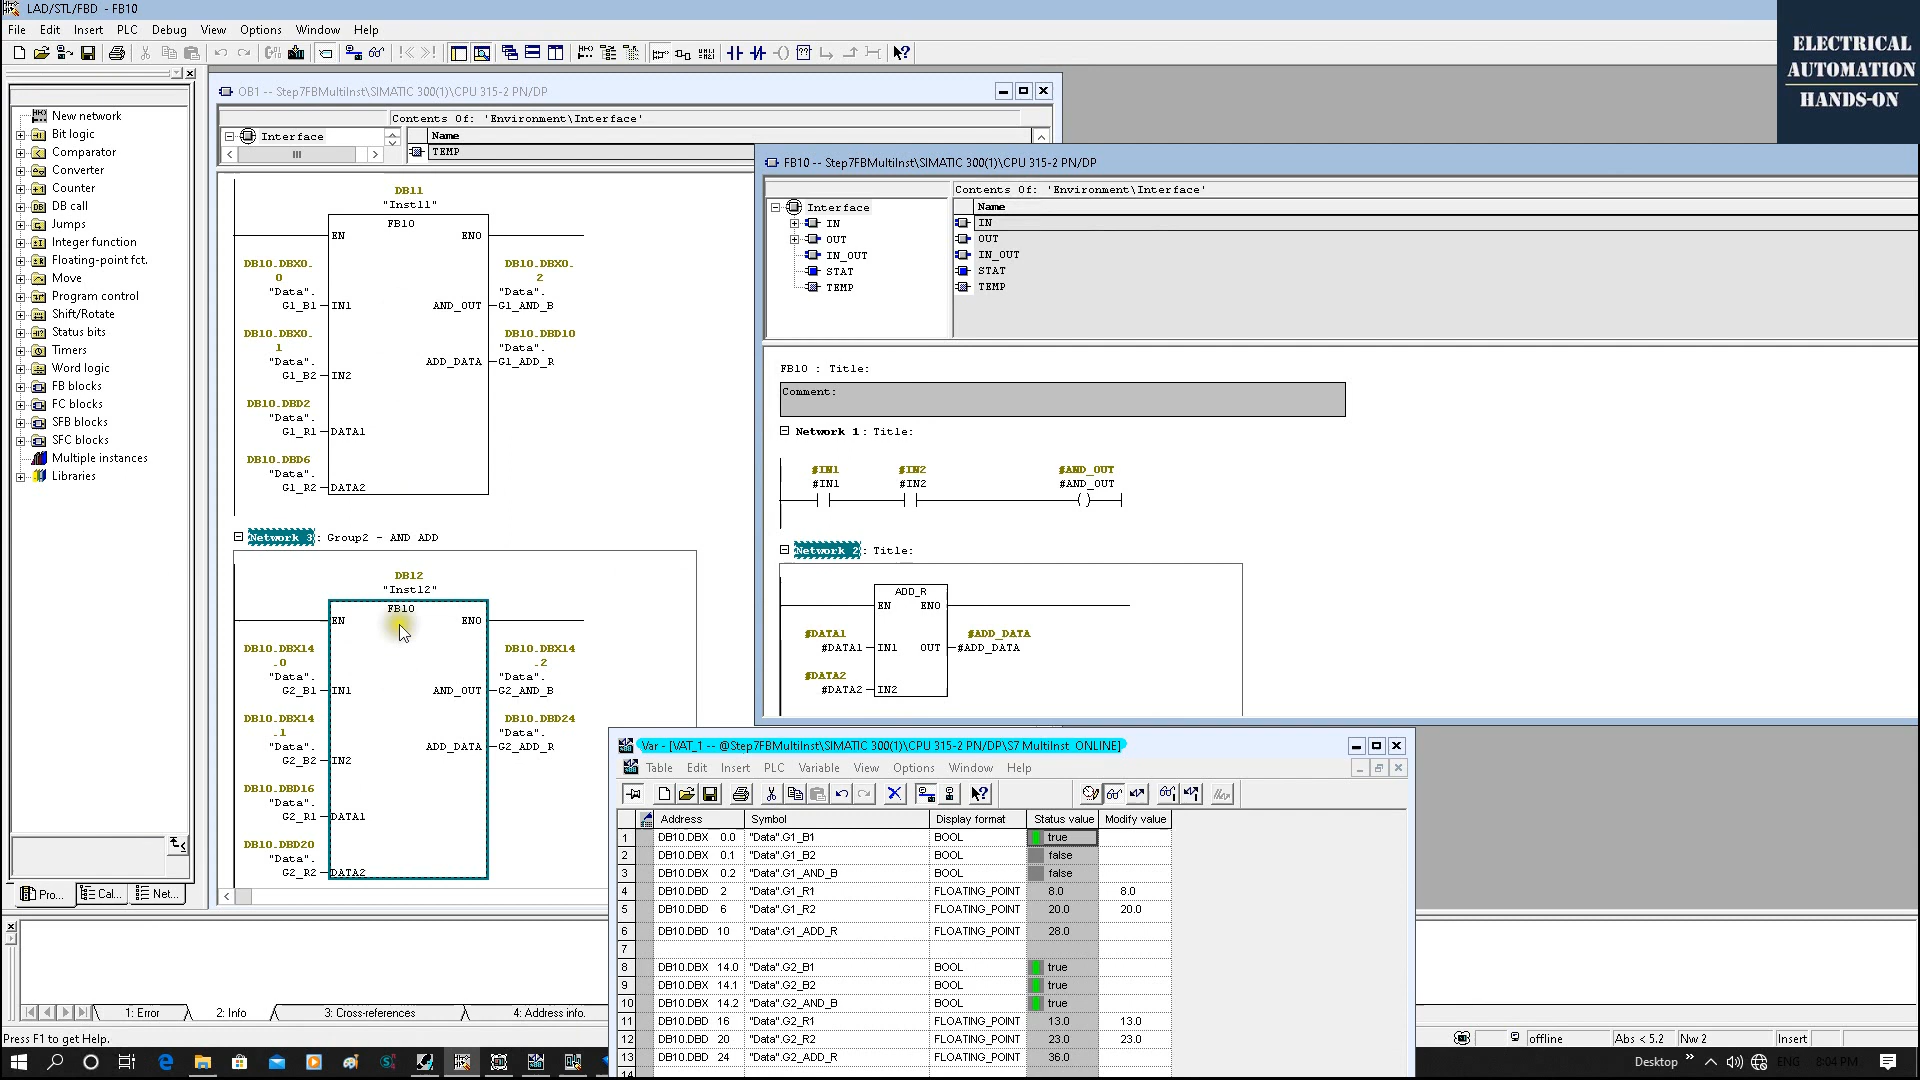 LAD/STL/FBD - FB10
File Edit Insert PLC Debug View Options Window Help
ELECTRICAL
AUTOMATION
HANDS-ON
New network
Bit logic
Comparator
Converter
Counter
DB call
Jumps
Integer function
Floating-point fct.
Move
Program control
Shift/Rotate
Status bits
Timers
Word logic
FB blocks
FC blocks
SFB blocks
SFC blocks
Multiple instances
Libraries
Pro... Cal... Net...
OB1 -- Step7FBMultiInst\SIMATIC 300(1)\CPU 315-2 PN/DP
Contents Of: 'Environment\Interface'
Interface
Name
TEMP
DB11
"Inst11"
FB10
EN ENO
DB10.DBX0. DB10.DBX0.
0 2
"Data". "Data".
G1_B1 IN1 AND_OUT G1_AND_B
DB10.DBX0. DB10.DBD10
1 "Data".
"Data". ADD_DATA G1_ADD_R
G1_B2 IN2
DB10.DBD2
"Data".
G1_R1 DATA1
DB10.DBD6
"Data".
G1_R2 DATA2
Network 3: Group2 - AND ADD
DB12
"Inst12"
FB10
EN ENO
DB10.DBX14 DB10.DBX14
.0 .2
"Data". "Data".
G2_B1 IN1 AND_OUT G2_AND_B
DB10.DBX14 DB10.DBD24
.1 "Data".
"Data". ADD_DATA G2_ADD_R
G2_B2 IN2
DB10.DBD16
"Data".
G2_R1 DATA1
DB10.DBD20
"Data".
G2_R2 DATA2
FB10 -- Step7FBMultiInst\SIMATIC 300(1)\CPU 315-2 PN/DP
Contents Of: 'Environment\Interface'
Interface
IN
OUT
IN_OUT
STAT
TEMP
Name
IN
OUT
IN_OUT
STAT
TEMP
FB10 : Title:
Comment:
Network 1: Title:
#IN1 #IN2 #AND_OUT
#IN1 #IN2 #AND_OUT
Network 2: Title:
ADD_R
EN ENO
#DATA1 #ADD_DATA
#DATA1 IN1 OUT #ADD_DATA
#DATA2
#DATA2 IN2
Var - [VAT_1 -- @Step7FBMultiInst\SIMATIC 300(1)\CPU 315-2 PN/DP\S7 MultiInst ONLINE]
Table Edit Insert PLC Variable View Options Window Help
Address Symbol Display format Status value Modify value
1 DB10.DBX 0.0 "Data".G1_B1 BOOL true
2 DB10.DBX 0.1 "Data".G1_B2 BOOL false
3 DB10.DBX 0.2 "Data".G1_AND_B BOOL false
4 DB10.DBD 2 "Data".G1_R1 FLOATING_POINT 8.0 8.0
5 DB10.DBD 6 "Data".G1_R2 FLOATING_POINT 20.0 20.0
6 DB10.DBD 10 "Data".G1_ADD_R FLOATING_POINT 28.0
7
8 DB10.DBX 14.0 "Data".G2_B1 BOOL true
9 DB10.DBX 14.1 "Data".G2_B2 BOOL true
10 DB10.DBX 14.2 "Data".G2_AND_B BOOL true
11 DB10.DBD 16 "Data".G2_R1 FLOATING_POINT 13.0 13.0
12 DB10.DBD 20 "Data".G2_R2 FLOATING_POINT 23.0 23.0
13 DB10.DBD 24 "Data".G2_ADD_R FLOATING_POINT 36.0
14
1: Error 2: Info 3: Cross-references 4: Address info.
Press F1 to get Help. offline Abs < 5.2 Nw 2 Insert
Desktop ENG 8:04 PM